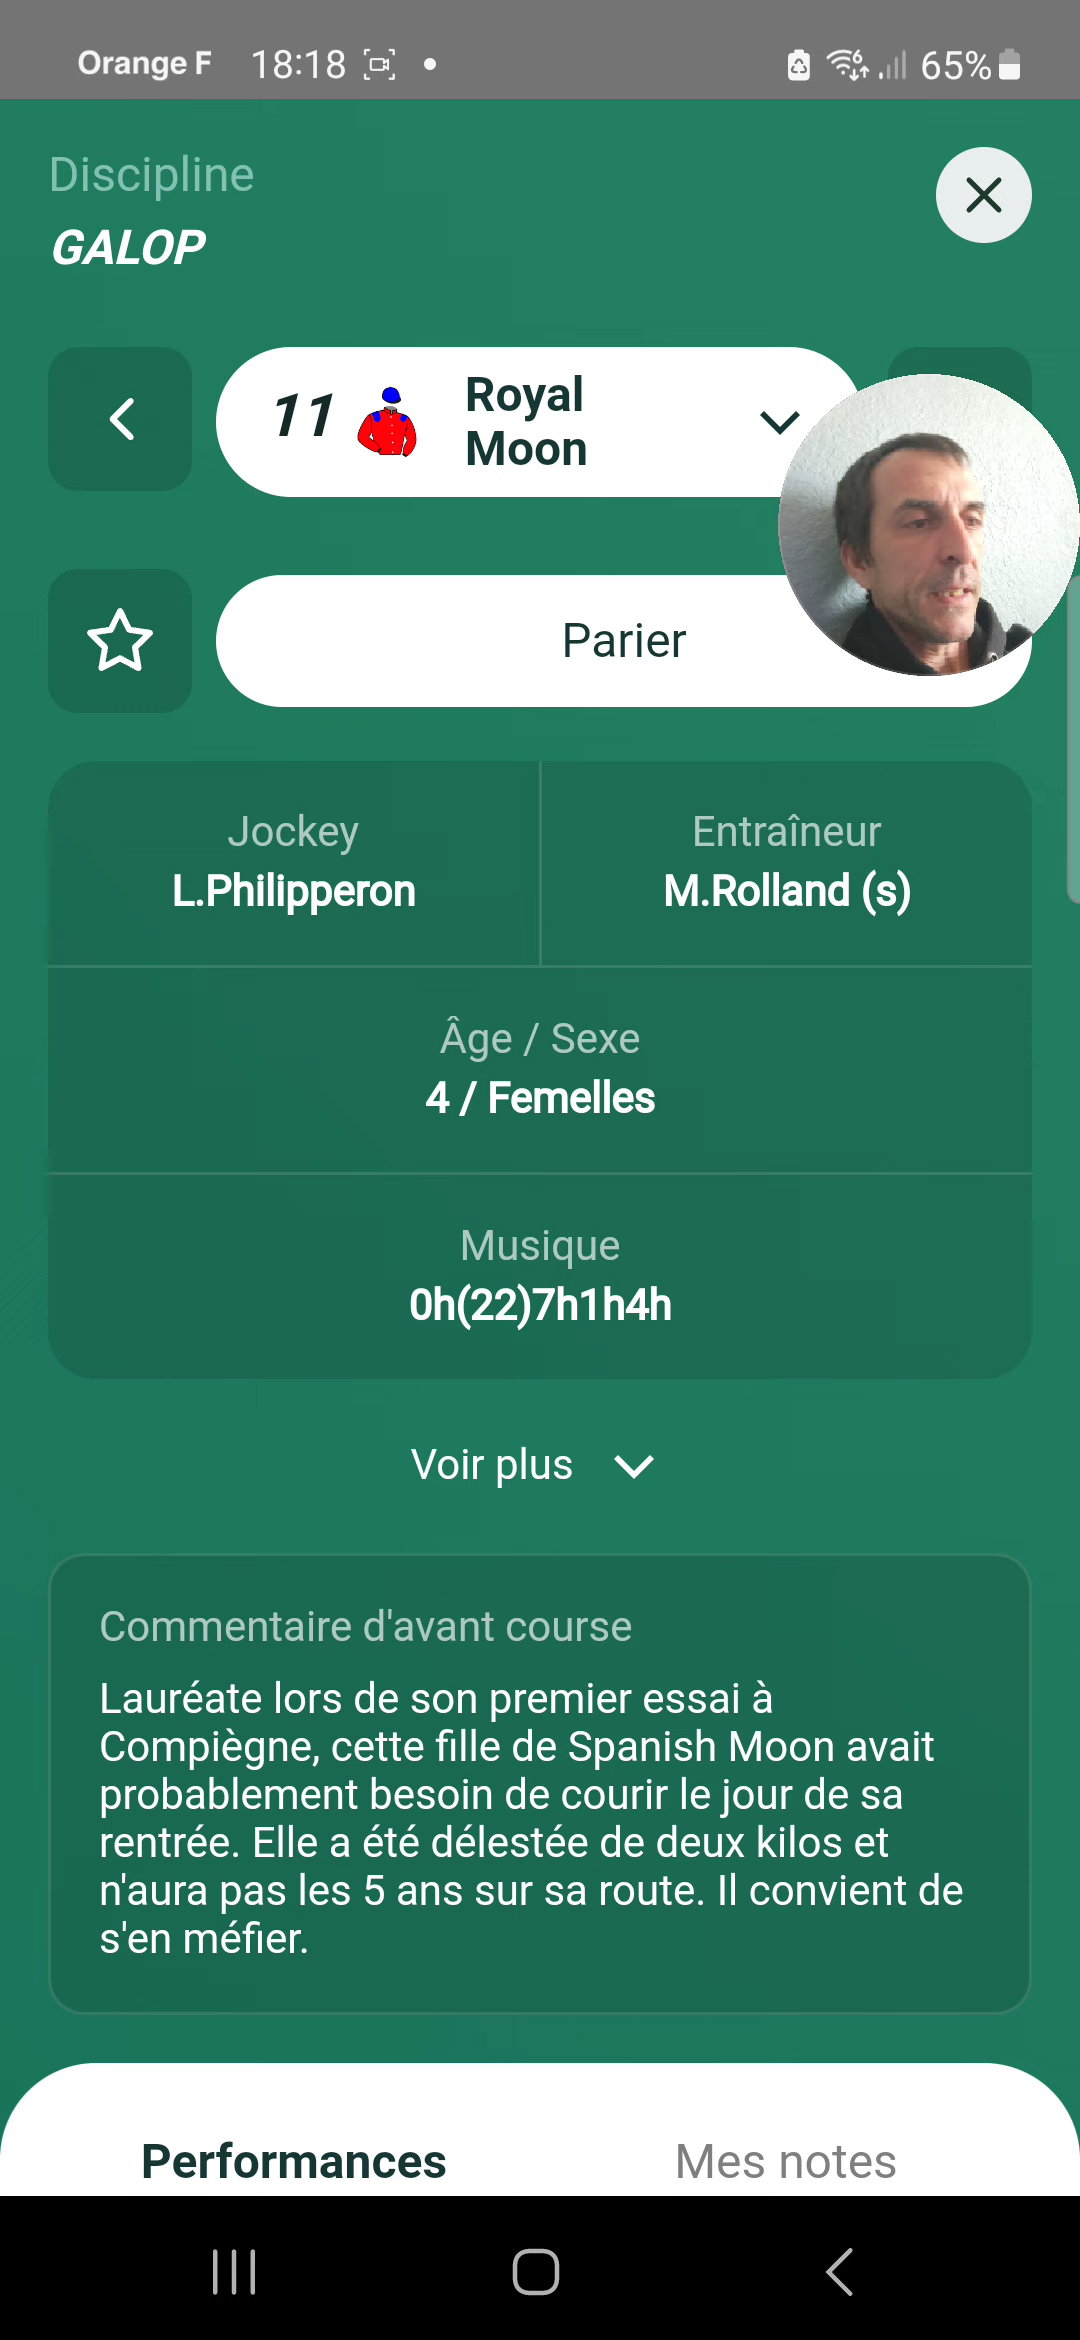 Orange F 18:18 65%
Discipline
GALOP
11 Royal
Moon
Parier
Jockey
L.Philipperon
Entraîneur
M.Rolland (s)
Âge / Sexe
4 / Femelles
Musique
0h(22)7h1h4h
Voir plus
Commentaire d'avant course
Lauréate lors de son premier essai à
Compiègne, cette fille de Spanish Moon avait
probablement besoin de courir le jour de sa
rentrée. Elle a été délestée de deux kilos et
n'aura pas les 5 ans sur sa route. Il convient de
s'en méfier.
Performances
Mes notes